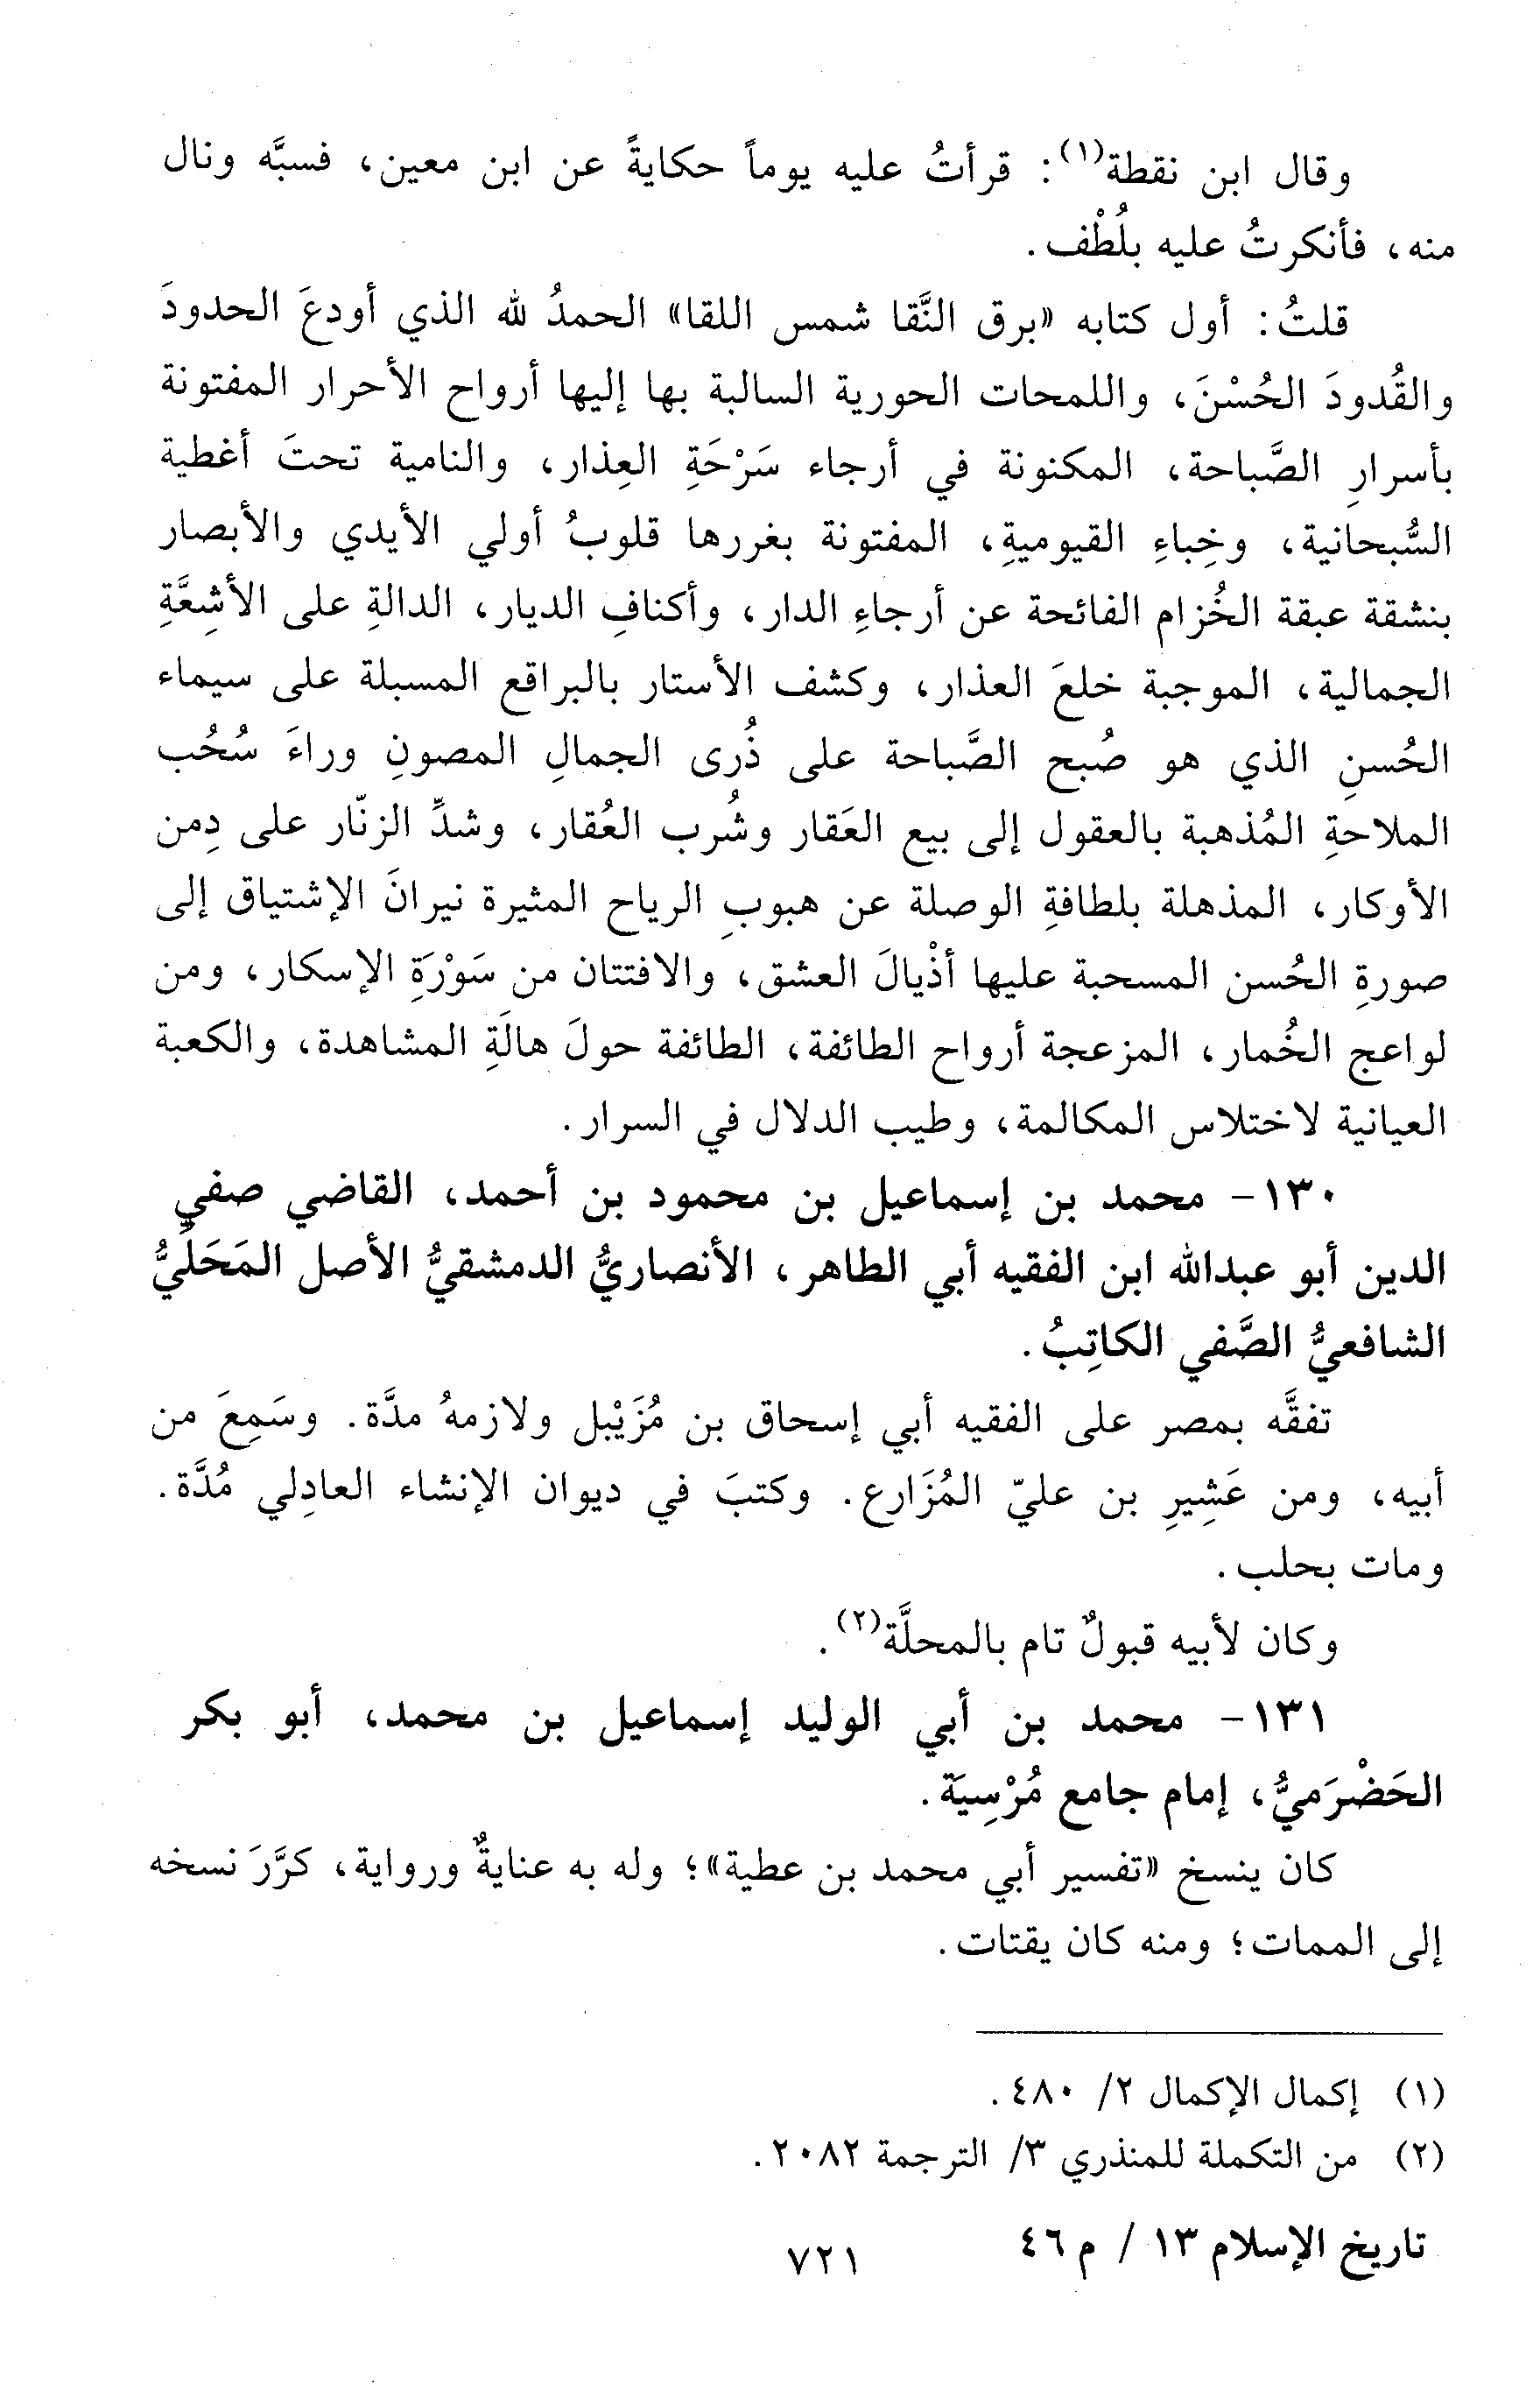 وقال ابن نقطة(١): قرأتُ عليه يوماً حكايةً عن ابن معين، فسبَّه ونال
منه، فأنكرتُ عليه بلُطْف.
قلتُ: أول كتابه «برق النَّقا شمس اللقا» الحمدُ لله الذي أودعَ الحدودَ
والقُدودَ الحُسْنَ، واللمحات الحورية السالبة بها إليها أرواح الأحرار المفتونة
بأسرارِ الصَّباحة، المكنونة في أرجاء سَرْحَةِ العِذار، والنامية تحتَ أغطية
السُّبحانية، وخِباءِ القيوميةِ، المفتونة بغررها قلوبُ أولي الأيدي والأبصار
بنشقة عبقة الخُزام الفائحة عن أرجاءِ الدار، وأكنافِ الديار، الدالةِ على الأشِعَّةِ
الجمالية، الموجبة خلعَ العذار، وكشف الأستار بالبراقع المسبلة على سيماء
الحُسنِ الذي هو صُبح الصَّباحة على ذُرى الجمالِ المصونِ وراءَ سُحُب
الملاحةِ المُذهبة بالعقول إلى بيع العَقار وشُرب العُقار، وشدِّ الزنّار على دِمن
الأوكار، المذهلة بلطافةِ الوصلة عن هبوبِ الرياح المثيرة نيرانَ الإشتياق إلى
صورةِ الحُسن المسحبة عليها أذْيالَ العشق، والافتتان من سَوْرَةِ الإسكار، ومن
لواعج الخُمار، المزعجة أرواح الطائفة، الطائفة حولَ هالَةِ المشاهدة، والكعبة
العيانية لاختلاس المكالمة، وطيب الدلال في السرار.
١٣٠- محمد بن إسماعيل بن محمود بن أحمد، القاضي صفي
الدين أبو عبدالله ابن الفقيه أبي الطاهر، الأنصاريُّ الدمشقيُّ الأصل المَحَلِّيُّ
الشافعيُّ الصَّفي الكاتِبُ.
تفقَّه بمصر على الفقيه أبي إسحاق بن مُزَيْبل ولازمهُ مدَّة. وسَمِعَ من
أبيه، ومن عَشِيرِ بن عليّ المُزَارع. وكتبَ في ديوان الإنشاء العادِلي مُدَّة.
ومات بحلب.
وكان لأبيه قبولٌ تام بالمحلَّة(٢).
١٣١- محمد بن أبي الوليد إسماعيل بن محمد، أبو بكر
الحَضْرَميُّ، إمام جامع مُرْسِيَة.
كان ينسخ «تفسير أبي محمد بن عطية»؛ وله به عنايةٌ ورواية، كرَّرَ نسخه
إلى الممات؛ ومنه كان يقتات.
(١) إكمال الإكمال ٢/ ٤٨٠.
(٢) من التكملة للمنذري ٣/ الترجمة ٢٠٨٢.
تاريخ الإسلام ١٣ / م ٤٦
٧٢١